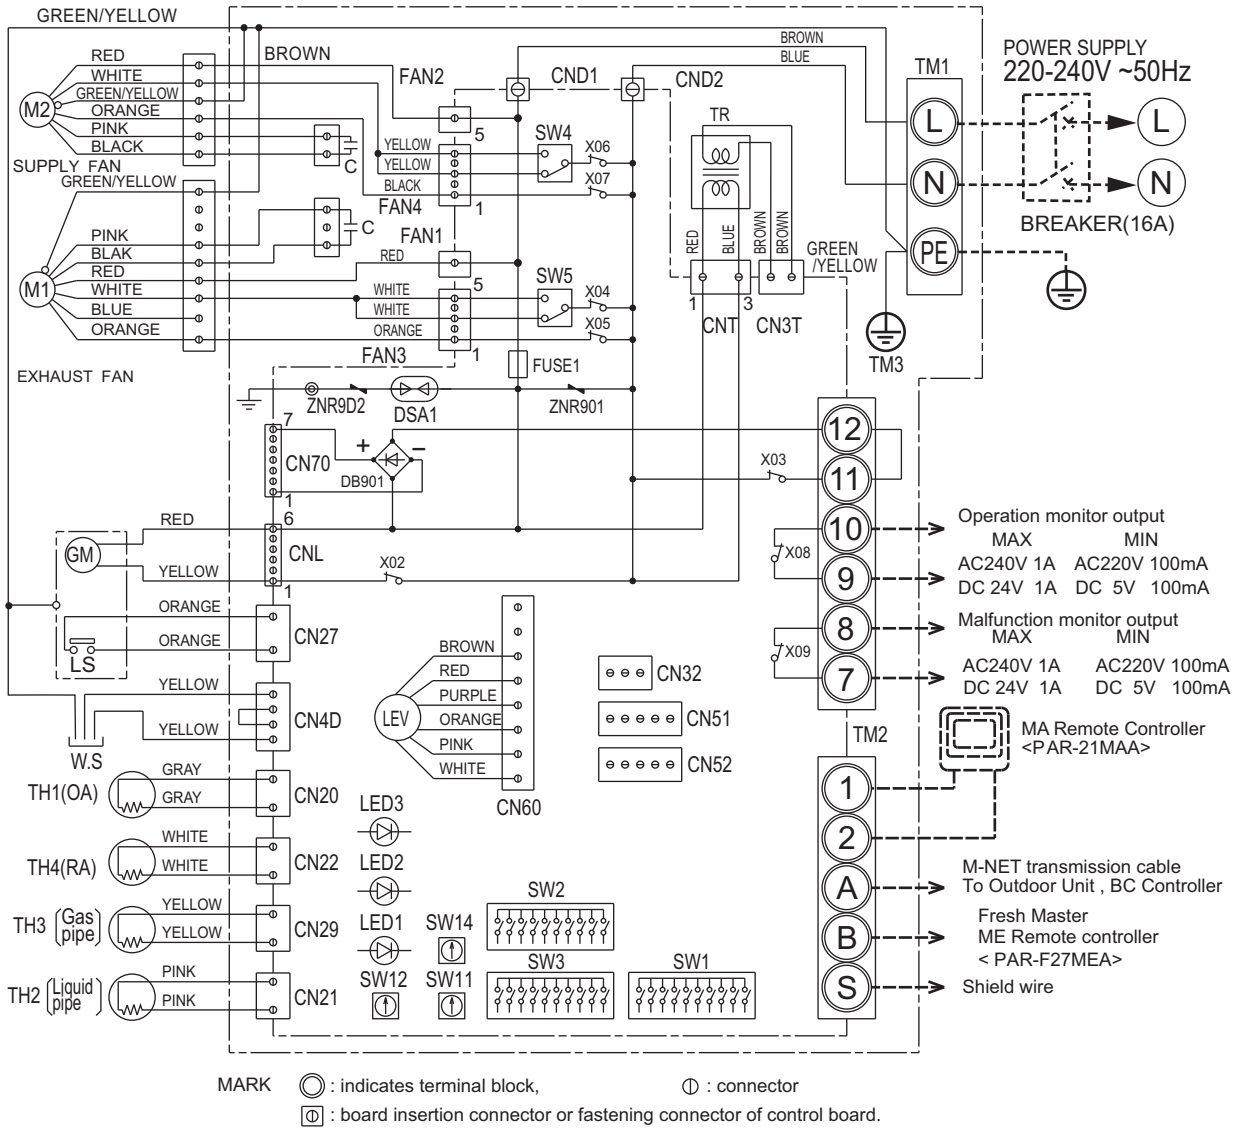 GREEN/YELLOW
BROWN
BLUE
POWER SUPPLY
220-240V ~50Hz
RED
BROWN
FAN2
CND1
CND2
TM1
WHITE
GREEN/YELLOW
M2
ORANGE
PINK
BLACK
SUPPLY FAN
C
5
YELLOW
YELLOW
BLACK
FAN4
1
SW4
X06
X07
TR
L
L
N
N
BREAKER(16A)
GREEN/YELLOW
C
PINK
BLAK
RED
M1
WHITE
BLUE
ORANGE
EXHAUST FAN
FAN1
RED
5
WHITE
WHITE
ORANGE
1
FAN3
SW5
X04
X05
RED
BLUE
BROWN
BROWN
GREEN
/YELLOW
PE
1
3
CNT
CN3T
TM3
FUSE1
ZNR9D2
DSA1
ZNR901
7
CN70
1
+
−
DB901
12
X03
11
RED
6
CNL
1
GM
YELLOW
X02
X08
10
9
Operation monitor output
MAX MIN
AC240V 1A AC220V 100mA
DC 24V 1A DC 5V 100mA
ORANGE
ORANGE
CN27
LS
X09
8
7
Malfunction monitor output
MAX MIN
AC240V 1A AC220V 100mA
DC 24V 1A DC 5V 100mA
BROWN
RED
PURPLE
ORANGE
PINK
WHITE
LEV
CN60
CN32
CN51
CN52
YELLOW
YELLOW
CN4D
W.S
TM2
MA Remote Controller
<PAR-21MAA>
TH1(OA)
GRAY
GRAY
CN20
LED3
1
2
TH4(RA)
WHITE
WHITE
CN22
LED2
A
M-NET transmission cable
To Outdoor Unit , BC Controller
TH3
Gas
pipe
YELLOW
YELLOW
CN29
LED1
SW14
SW2
B
Fresh Master
ME Remote controller
< PAR-F27MEA>
TH2
Liquid
pipe
PINK
PINK
CN21
SW12
SW11
SW3
SW1
S
Shield wire
MARK
: indicates terminal block,
: connector
: board insertion connector or fastening connector of control board.